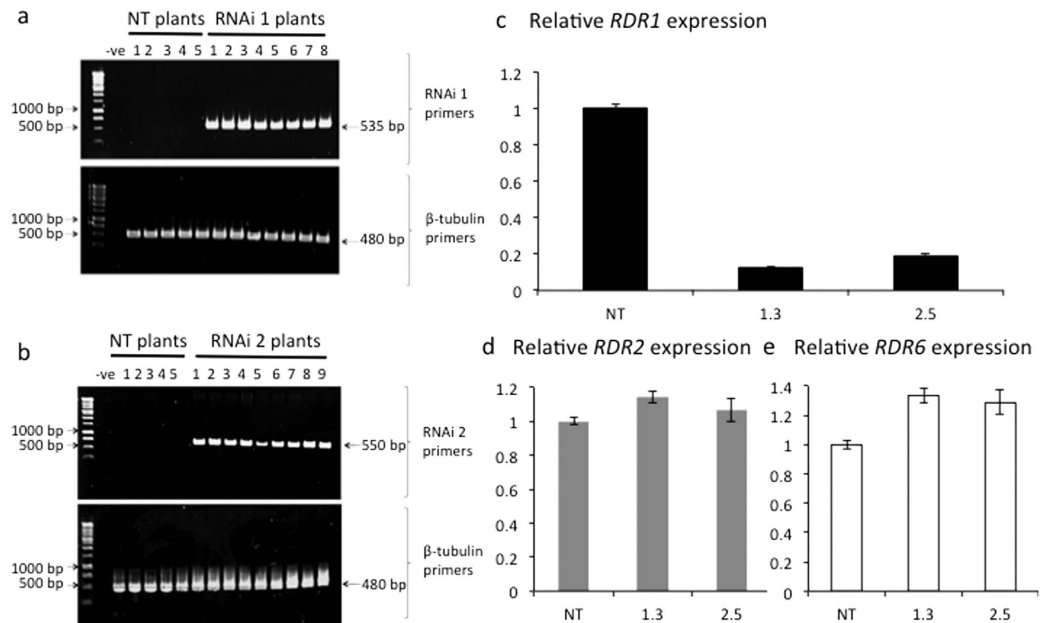 a
NT plants RNAi 1 plants
-ve 1 2 3 4 5 1 2 3 4 5 6 7 8
1000 bp
500 bp
535 bp
RNAi 1
primers
1000 bp
500 bp
480 bp
β-tubulin
primers
b
NT plants RNAi 2 plants
-ve 1 2 3 4 5 1 2 3 4 5 6 7 8 9
1000 bp
500 bp
550 bp
RNAi 2
primers
1000 bp
500 bp
480 bp
β-tubulin
primers
c Relative RDR1 expression
1.2
1
0.8
0.6
0.4
0.2
0
NT 1.3 2.5
d Relative RDR2 expression
1.2
1
0.8
0.6
0.4
0.2
0
NT 1.3 2.5
e Relative RDR6 expression
1.4
1.2
1
0.8
0.6
0.4
0.2
0
NT 1.3 2.5